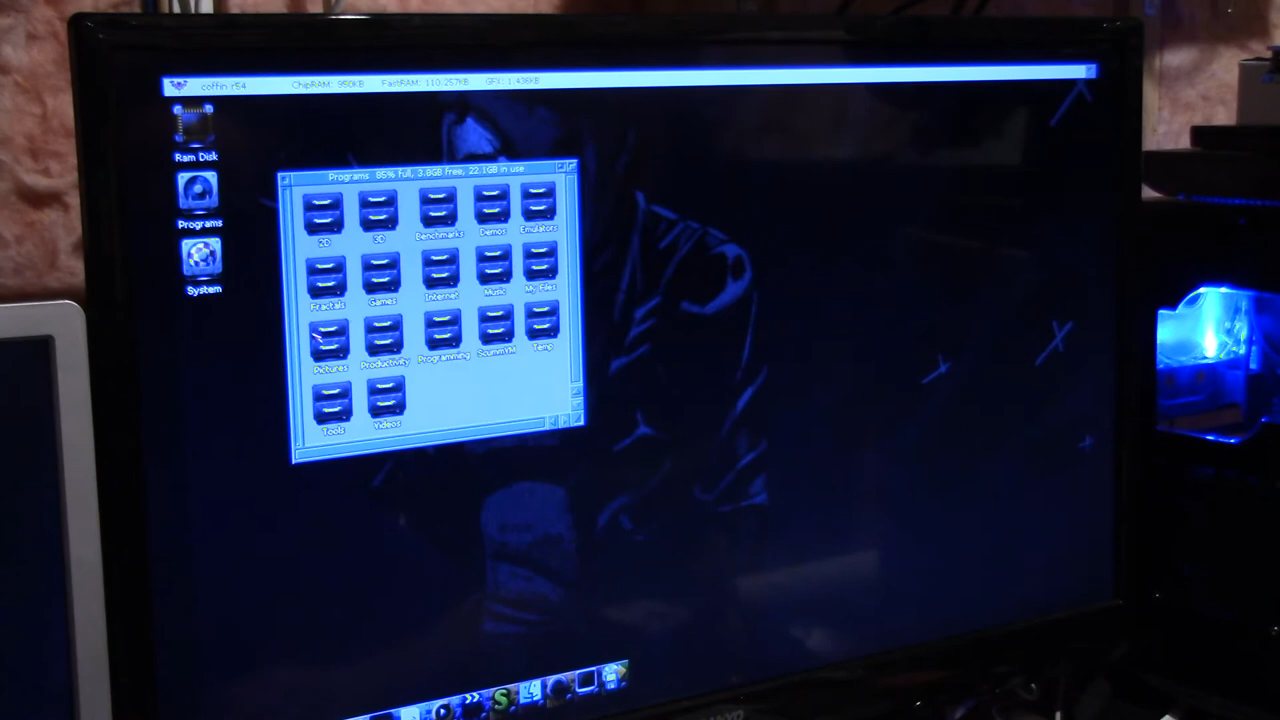 coffin r54 ChipRAM: 990KB FastRAM: 110.257KB GFX: 1.436KB
Ram Disk
Programs
System
Programs 85% full, 3.8GB free, 22.1GB in use
2D 3D Benchmarks Demos Emulators
Fractals Games Internet Music My Files
Pictures Productivity Programming ScummVM Temp
Tools Videos